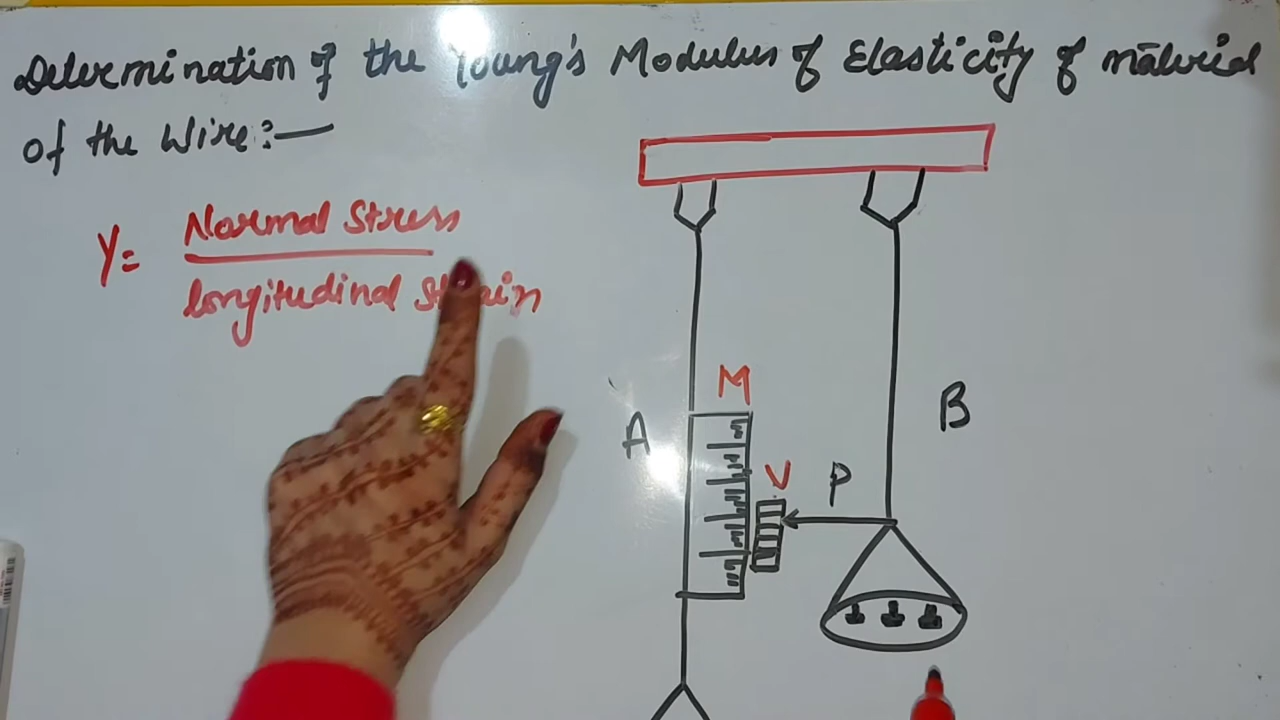 Determination of the Young's Modulus of Elasticity of material
of the Wire:—
Y= Normal Stress
longitudinal Strain
M
A
B
V
P